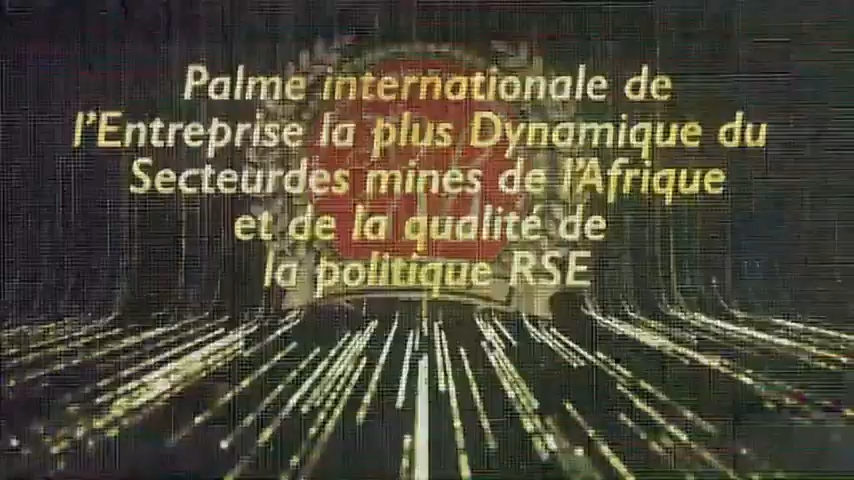 Palme internationale de
l'Entreprise la plus Dynamique du
Secteurdes mines de l'Afrique
et de la qualité de
la politique RSE